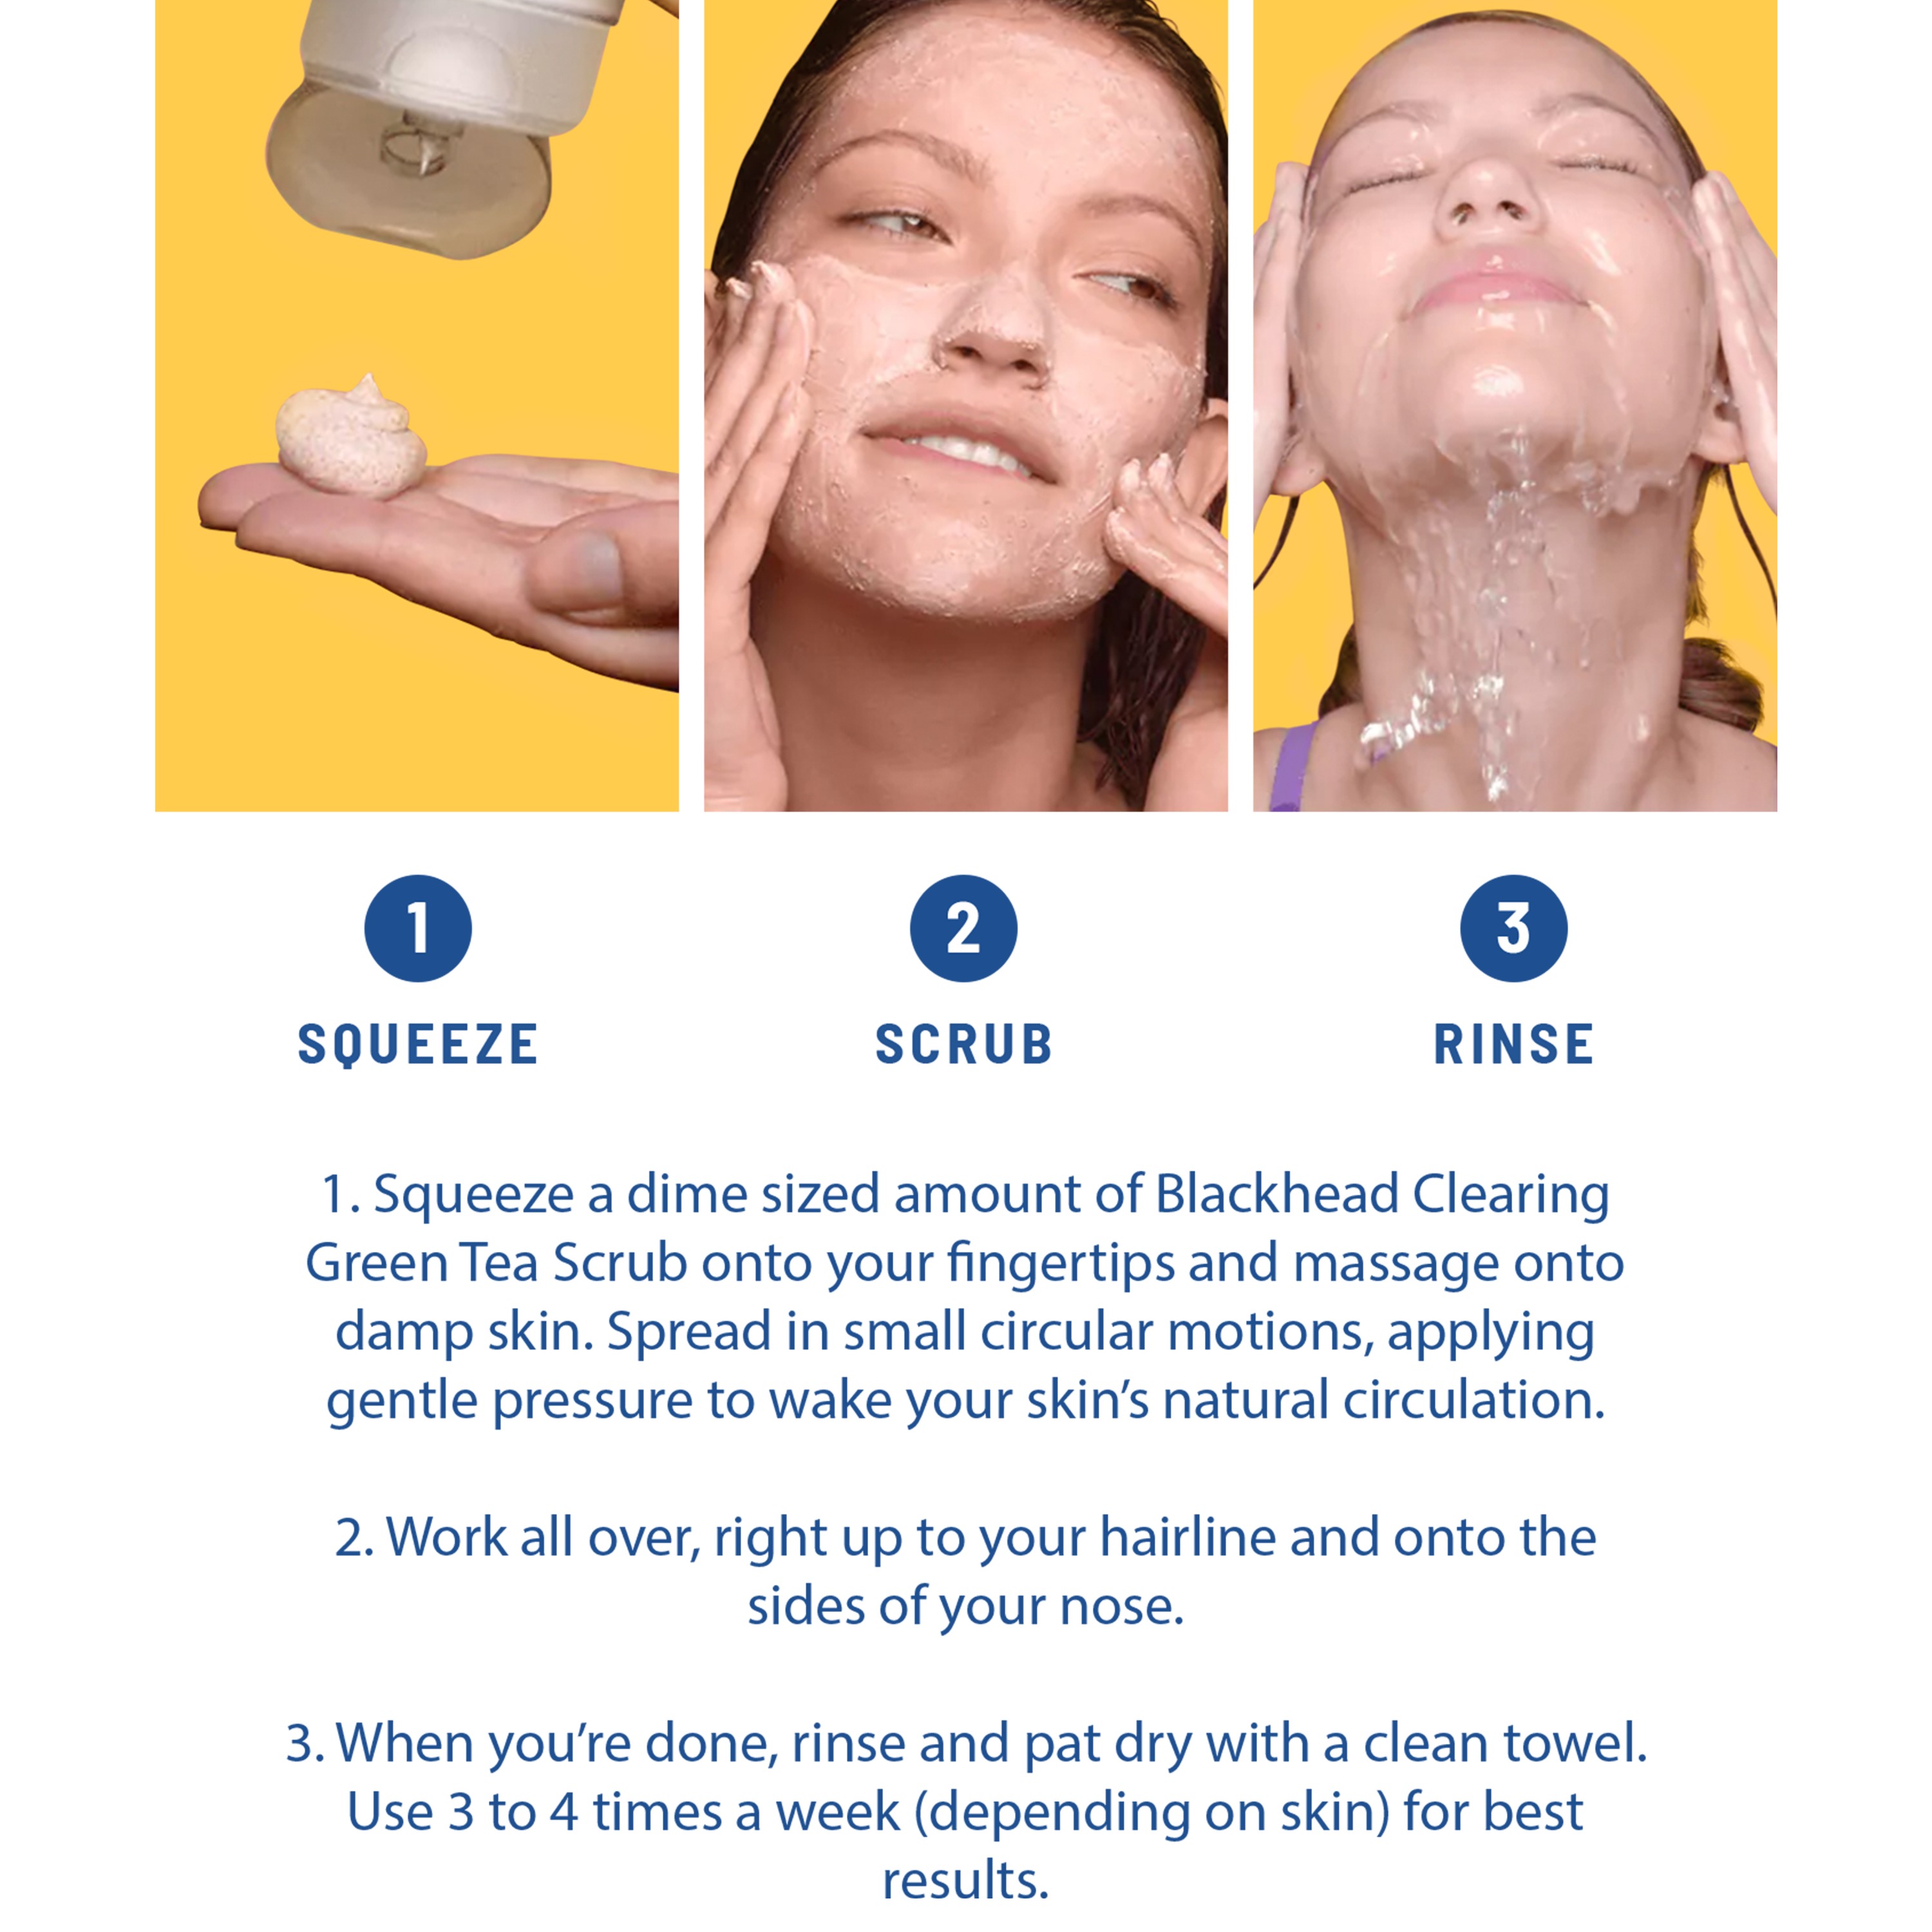 1
2
3
SQUEEZE
SCRUB
RINSE
1. Squeeze a dime sized amount of Blackhead Clearing
Green Tea Scrub onto your fingertips and massage onto
damp skin. Spread in small circular motions, applying
gentle pressure to wake your skin’s natural circulation.
2. Work all over, right up to your hairline and onto the
sides of your nose.
3. When you’re done, rinse and pat dry with a clean towel.
Use 3 to 4 times a week (depending on skin) for best
results.